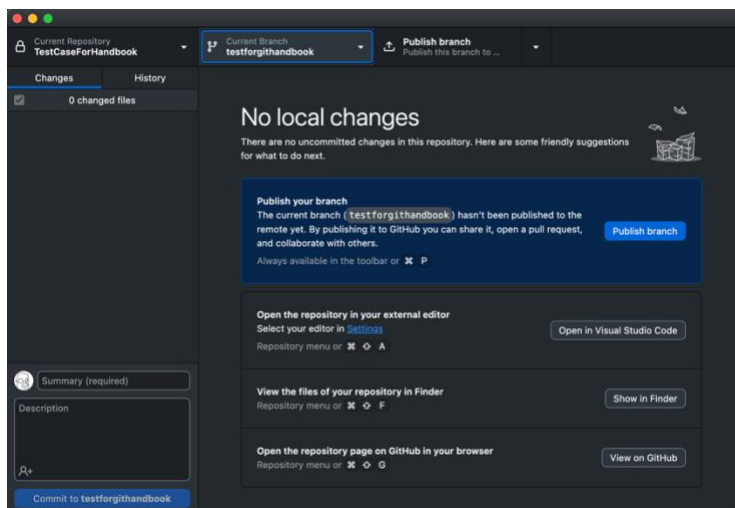 Current Repository
TestCaseForHandbook
Current Branch
testforgithandbook
Publish branch
Publish this branch to ...
Changes
History
0 changed files
No local changes
There are no uncommitted changes in this repository. Here are some friendly suggestions
for what to do next.
Publish your branch
The current branch (testforgithandbook) hasn't been published to the
remote yet. By publishing it to GitHub you can share it, open a pull request,
and collaborate with others.
Always available in the toolbar or ⌘ P
Publish branch
Open the repository in your external editor
Select your editor in Settings
Repository menu or ⌘ ⇧ A
Open in Visual Studio Code
View the files of your repository in Finder
Repository menu or ⌘ ⇧ F
Show in Finder
Open the repository page on GitHub in your browser
Repository menu or ⌘ ⇧ G
View on GitHub
Summary (required)
Description
Commit to testforgithandbook